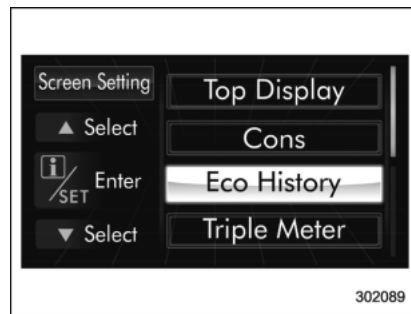 Screen Setting
▲ Select
i/SET Enter
▼ Select
Top Display
Cons
Eco History
Triple Meter
302089